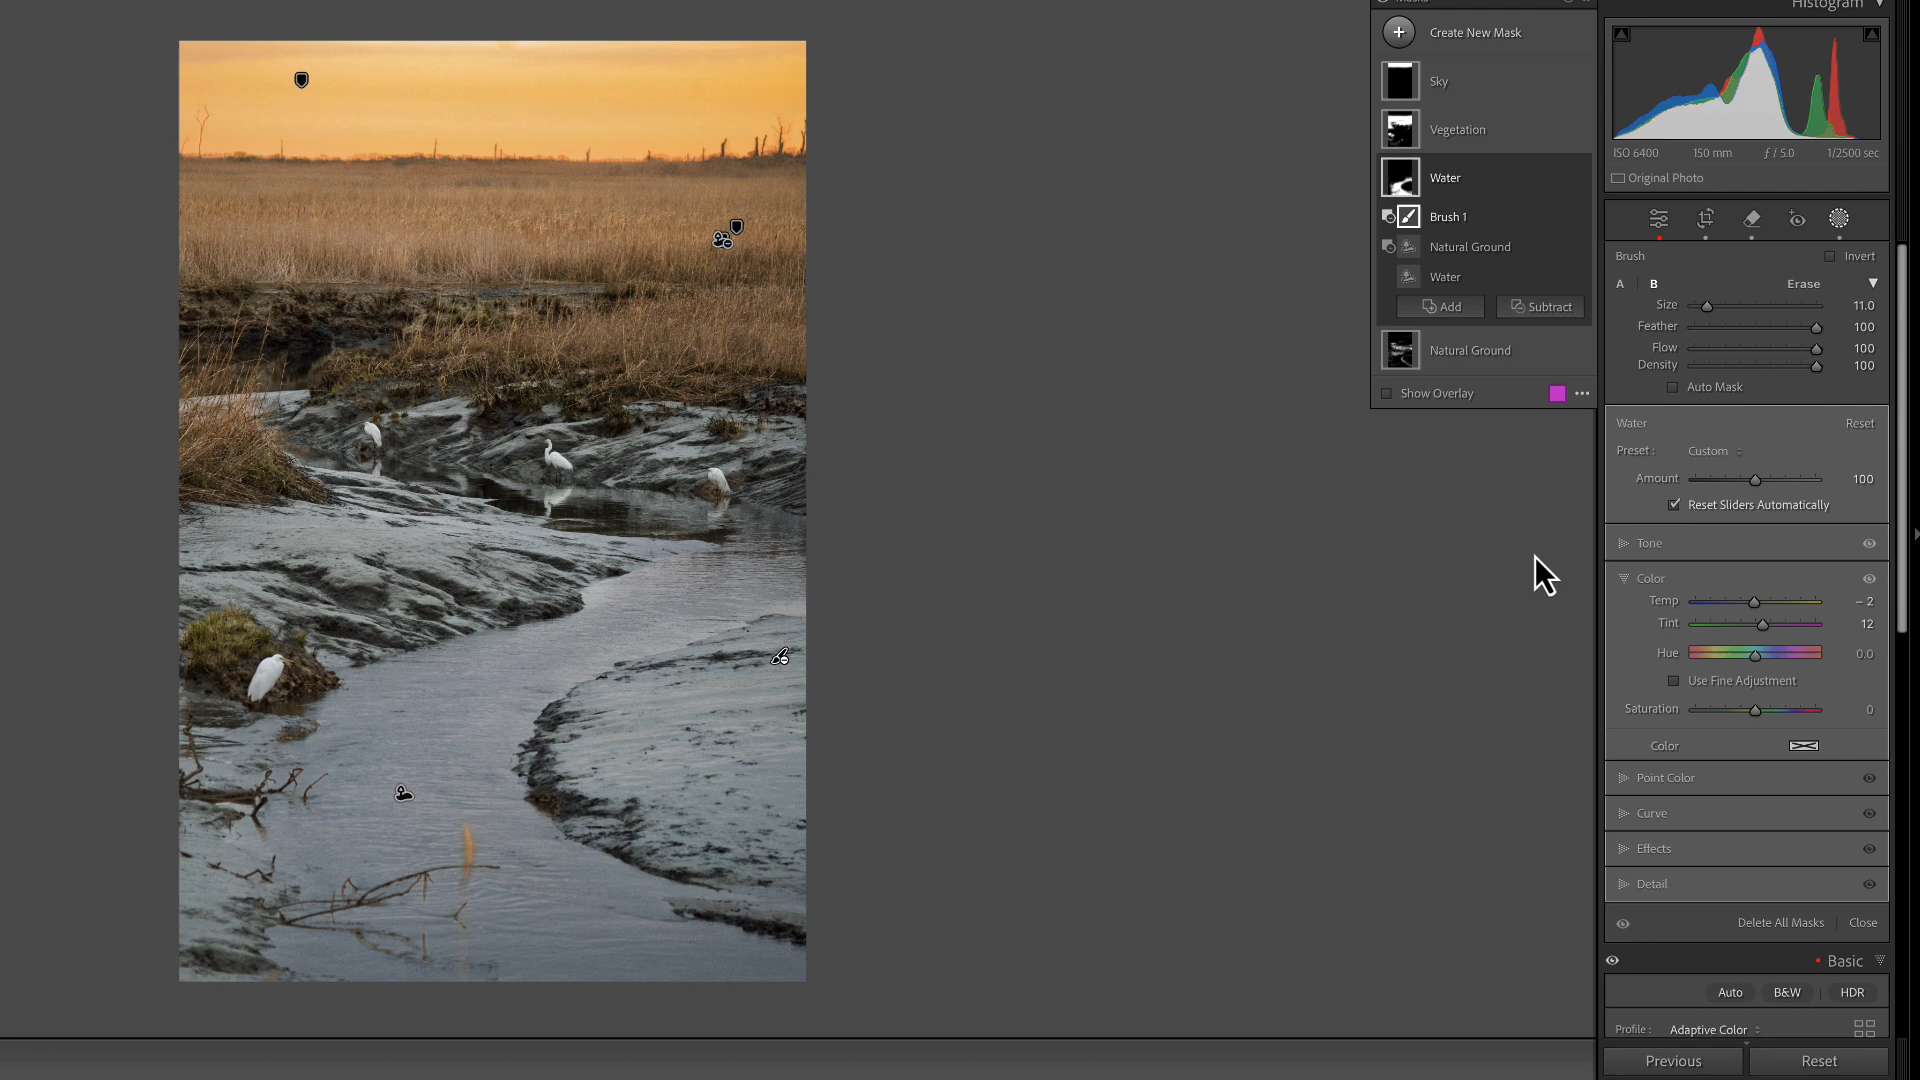 Masks
Create New Mask
Sky
Vegetation
Water
Brush 1
Natural Ground
Water
Add
Subtract
Natural Ground
Show Overlay
Histogram
ISO 6400 150 mm ƒ / 5.0 1/2500 sec
Original Photo
Brush Invert
A B Erase
Size 11.0
Feather 100
Flow 100
Density 100
Auto Mask
Water Reset
Preset : Custom
Amount 100
Reset Sliders Automatically
Tone
Color
Temp – 2
Tint 12
Hue 0.0
Use Fine Adjustment
Saturation 0
Color
Point Color
Curve
Effects
Detail
Delete All Masks Close
Basic
Auto B&W HDR
Profile : Adaptive Color
Previous Reset